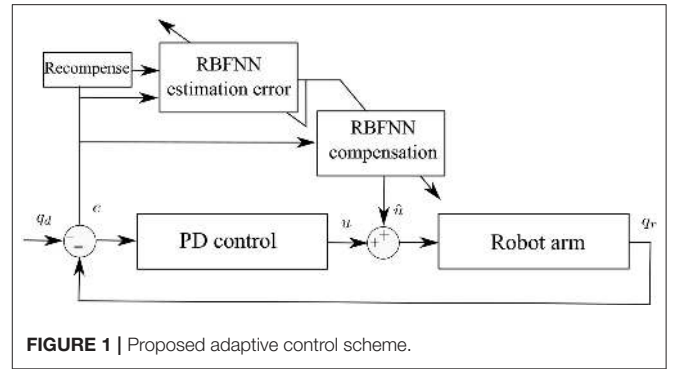 Recompense
RBFNN
estimation error
RBFNN
compensation
q_d
e
PD control
u
û
Robot arm
q_r
FIGURE 1 | Proposed adaptive control scheme.